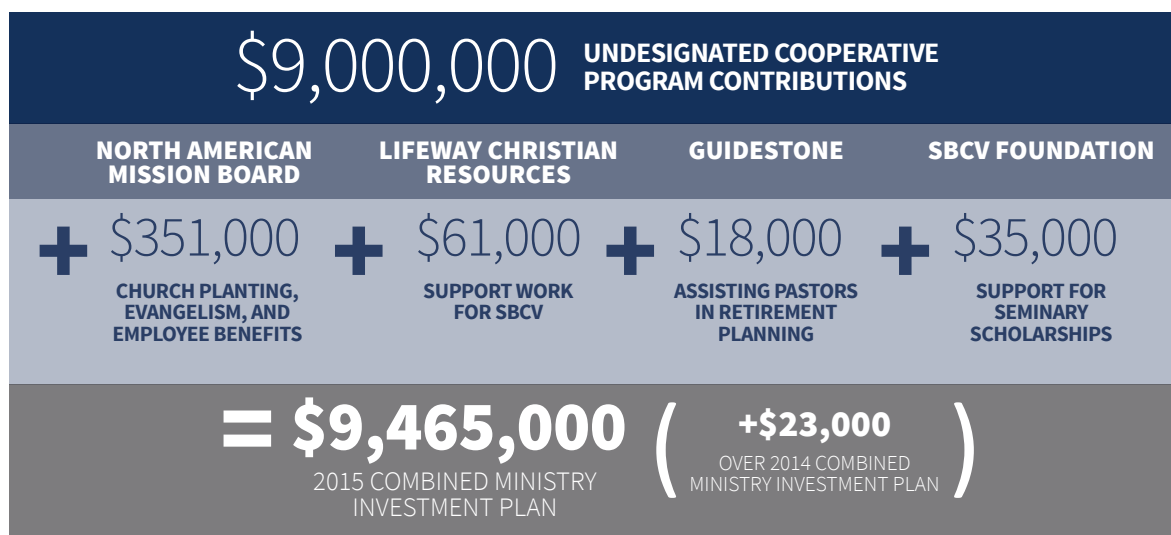 $9,000,000
UNDESIGNATED COOPERATIVE
PROGRAM CONTRIBUTIONS
NORTH AMERICAN
MISSION BOARD
LIFEWAY CHRISTIAN
RESOURCES
GUIDESTONE
SBCV FOUNDATION
+ $351,000
CHURCH PLANTING,
EVANGELISM, AND
EMPLOYEE BENEFITS
+ $61,000
SUPPORT WORK
FOR SBCV
+ $18,000
ASSISTING PASTORS
IN RETIREMENT
PLANNING
+ $35,000
SUPPORT FOR
SEMINARY
SCHOLARSHIPS
= $9,465,000
2015 COMBINED MINISTRY
INVESTMENT PLAN
( +$23,000
OVER 2014 COMBINED
MINISTRY INVESTMENT PLAN )